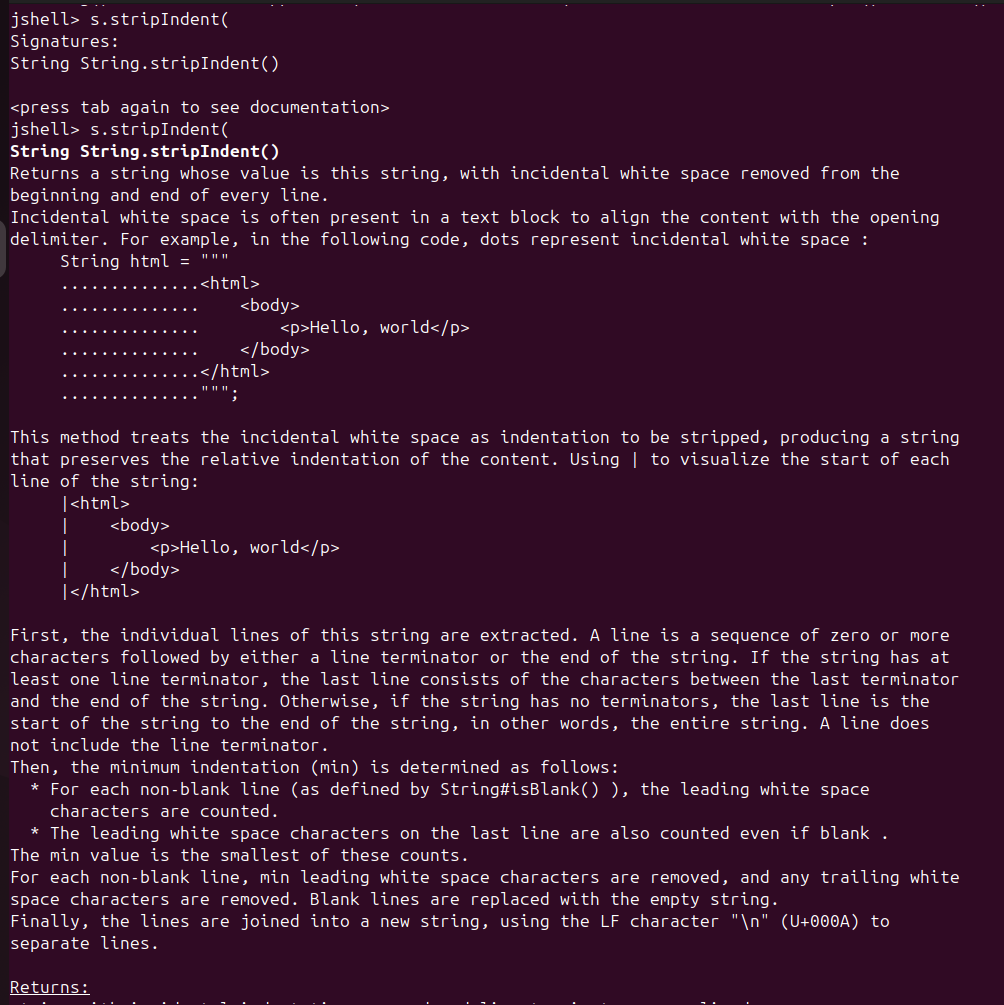 jshell> s.stripIndent(
Signatures:
String String.stripIndent()
<press tab again to see documentation>
jshell> s.stripIndent(
String String.stripIndent()
Returns a string whose value is this string, with incidental white space removed from the
beginning and end of every line.
Incidental white space is often present in a text block to align the content with the opening
delimiter. For example, in the following code, dots represent incidental white space :
     String html = """
     ..............<html>
     ..............    <body>
     ..............        <p>Hello, world</p>
     ..............    </body>
     ..............</html>
     ..............""";
This method treats the incidental white space as indentation to be stripped, producing a string
that preserves the relative indentation of the content. Using | to visualize the start of each
line of the string:
     |<html>
     |    <body>
     |        <p>Hello, world</p>
     |    </body>
     |</html>
First, the individual lines of this string are extracted. A line is a sequence of zero or more
characters followed by either a line terminator or the end of the string. If the string has at
least one line terminator, the last line consists of the characters between the last terminator
and the end of the string. Otherwise, if the string has no terminators, the last line is the
start of the string to the end of the string, in other words, the entire string. A line does
not include the line terminator.
Then, the minimum indentation (min) is determined as follows:
  * For each non-blank line (as defined by String#isBlank() ), the leading white space
    characters are counted.
  * The leading white space characters on the last line are also counted even if blank .
The min value is the smallest of these counts.
For each non-blank line, min leading white space characters are removed, and any trailing white
space characters are removed. Blank lines are replaced with the empty string.
Finally, the lines are joined into a new string, using the LF character "\n" (U+000A) to
separate lines.
Returns: